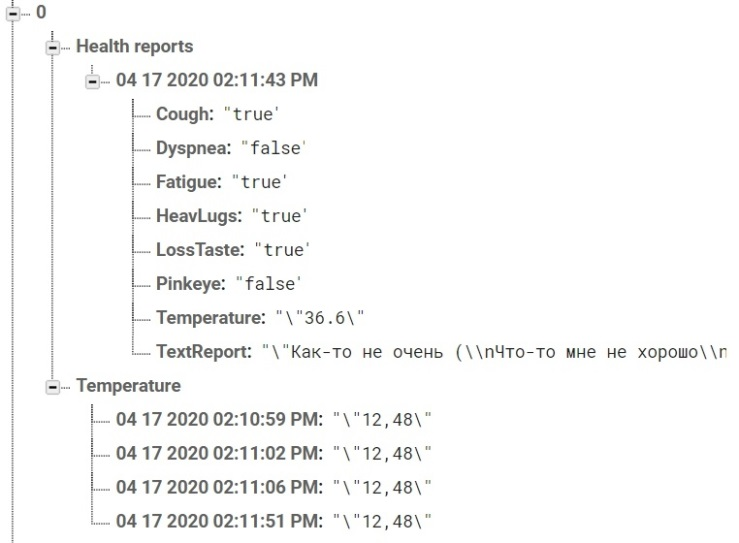 0
Health reports
04 17 2020 02:11:43 PM
Cough: "true'
Dyspnea: "false'
Fatigue: "true'
HeavLugs: "true'
LossTaste: "true'
Pinkeye: "false'
Temperature: "\"36.6\"
TextReport: "\"Как-то не очень (\\nЧто-то мне не хорошо\\n
Temperature
04 17 2020 02:10:59 PM: "\"12,48\"
04 17 2020 02:11:02 PM: "\"12,48\"
04 17 2020 02:11:06 PM: "\"12,48\"
04 17 2020 02:11:51 PM: "\"12,48\"